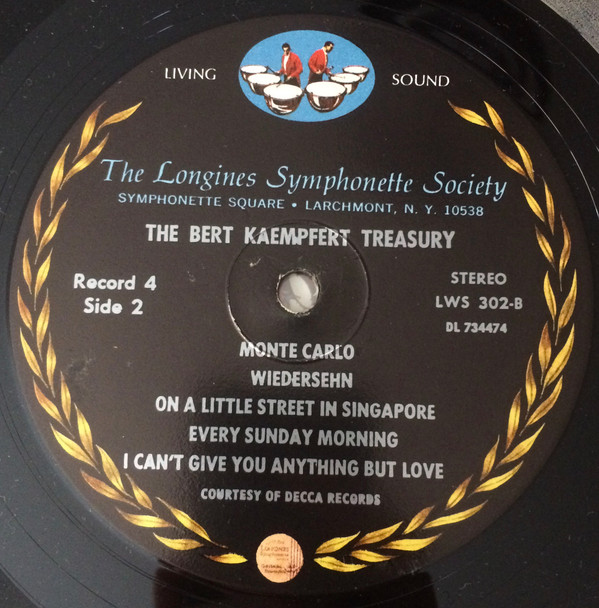 LIVING SOUND
The Longines Symphonette Society
SYMPHONETTE SQUARE • LARCHMONT, N. Y. 10538
THE BERT KAEMPFERT TREASURY
Record 4
Side 2
STEREO
LWS 302-B
DL 734474
MONTE CARLO
WIEDERSEHN
ON A LITTLE STREET IN SINGAPORE
EVERY SUNDAY MORNING
I CAN'T GIVE YOU ANYTHING BUT LOVE
COURTESY OF DECCA RECORDS